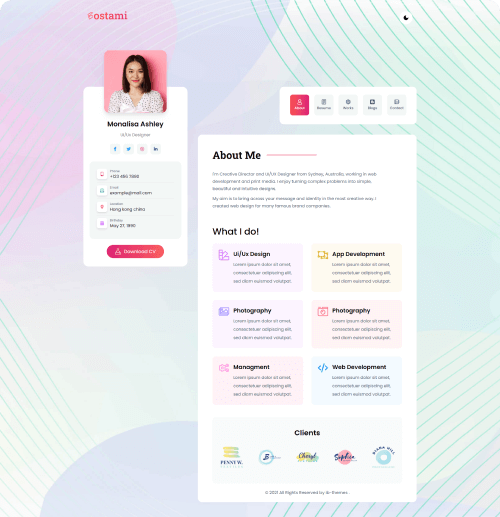 Bostami
Monalisa Ashley
Ui/Ux Designer
Phone
+123 456 7890
Email
example@mail.com
Location
Hong kong china
Birthday
May 27, 1990
Download CV
About
Resume
Works
Blogs
Contact
About Me
I'm Creative Director and UI/UX Designer from Sydney, Australia, working in web
development and print media. I enjoy turning complex problems into simple,
beautiful and intuitive designs.
My aim is to bring across your message and identity in the most creative way. I
created web design for many famous brand companies.
What I do!
Ui/Ux Design
Lorem ipsum dolor sit amet,
consectetuer adipiscing elit,
sed diam euismod volutpat.
App Development
Lorem ipsum dolor sit amet,
consectetuer adipiscing elit,
sed diam euismod volutpat.
Photography
Lorem ipsum dolor sit amet,
consectetuer adipiscing elit,
sed diam euismod volutpat.
Photography
Lorem ipsum dolor sit amet,
consectetuer adipiscing elit,
sed diam euismod volutpat.
Managment
Lorem ipsum dolor sit amet,
consectetuer adipiscing elit,
sed diam euismod volutpat.
Web Development
Lorem ipsum dolor sit amet,
consectetuer adipiscing elit,
sed diam euismod volutpat.
Clients
PENNY W.
Cheryl
Sophia
DIANA WILL
© 2021 All Rights Reserved by ib-themes .